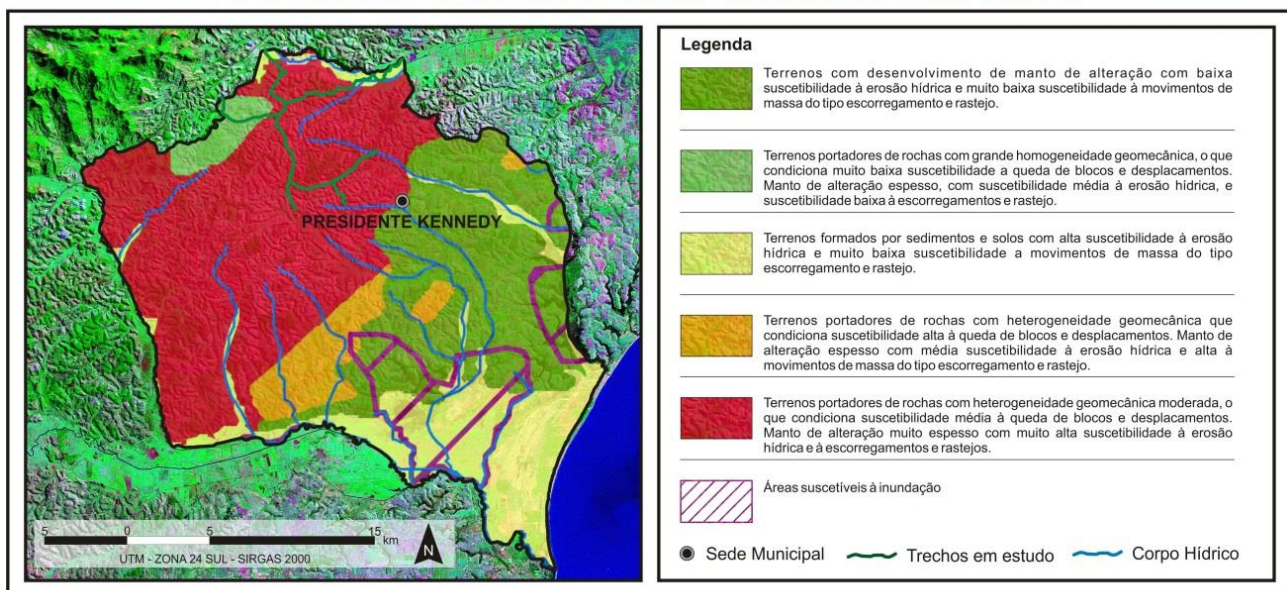 PRESIDENTE KENNEDY
5 0 5 15
km
UTM - ZONA 24 SUL - SIRGAS 2000
N
Legenda
Terrenos com desenvolvimento de manto de alteração com baixa
suscetibilidade à erosão hídrica e muito baixa suscetibilidade à movimentos de
massa do tipo escorregamento e rastejo.
Terrenos portadores de rochas com grande homogeneidade geomecânica, o que
condiciona muito baixa suscetibilidade a queda de blocos e desplacamentos.
Manto de alteração espesso, com suscetibilidade média à erosão hídrica, e
suscetibilidade baixa à escorregamentos e rastejo.
Terrenos formados por sedimentos e solos com alta suscetibilidade à erosão
hídrica e muito baixa suscetibilidade a movimentos de massa do tipo
escorregamento e rastejo.
Terrenos portadores de rochas com heterogeneidade geomecânica que
condiciona suscetibilidade alta à queda de blocos e desplacamentos. Manto de
alteração espesso com média suscetibilidade à erosão hídrica e alta à
movimentos de massa do tipo escorregamento e rastejo.
Terrenos portadores de rochas com heterogeneidade geomecânica moderada, o
que condiciona suscetibilidade média à queda de blocos e desplacamentos.
Manto de alteração muito espesso com muito alta suscetibilidade à erosão
hídrica e à escorregamentos e rastejos.
Áreas suscetíveis à inundação
Sede Municipal Trechos em estudo Corpo Hídrico